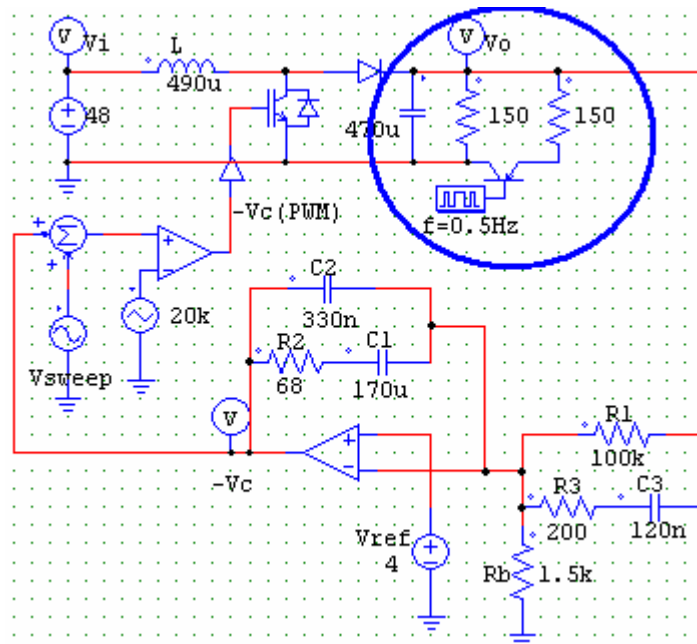 V Vi
L
490u
48
V Vo
470u
150
150
f=0.5Hz
-Vc(PWM)
Σ
Vsweep
20k
C2
330n
R2
68
C1
170u
V
-Vc
Vref
4
R1
100k
R3
200
C3
120n
Rb
1.5k